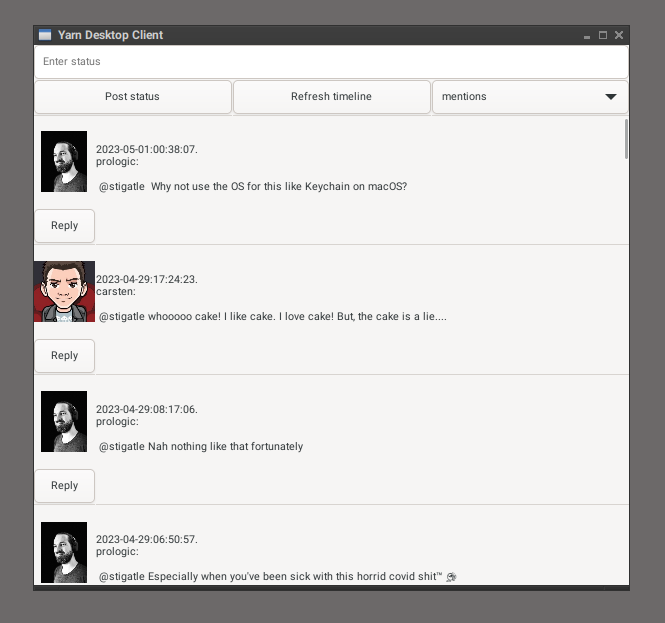 Yarn Desktop Client
Enter status
Post status Refresh timeline mentions
2023-05-01:00:38:07.
prologic:
@stigatle Why not use the OS for this like Keychain on macOS?
Reply
2023-04-29:17:24:23.
carsten:
@stigatle whooooo cake! I like cake. I love cake! But, the cake is a lie....
Reply
2023-04-29:08:17:06.
prologic:
@stigatle Nah nothing like that fortunately
Reply
2023-04-29:06:50:57.
prologic:
@stigatle Especially when you've been sick with this horrid covid shit™